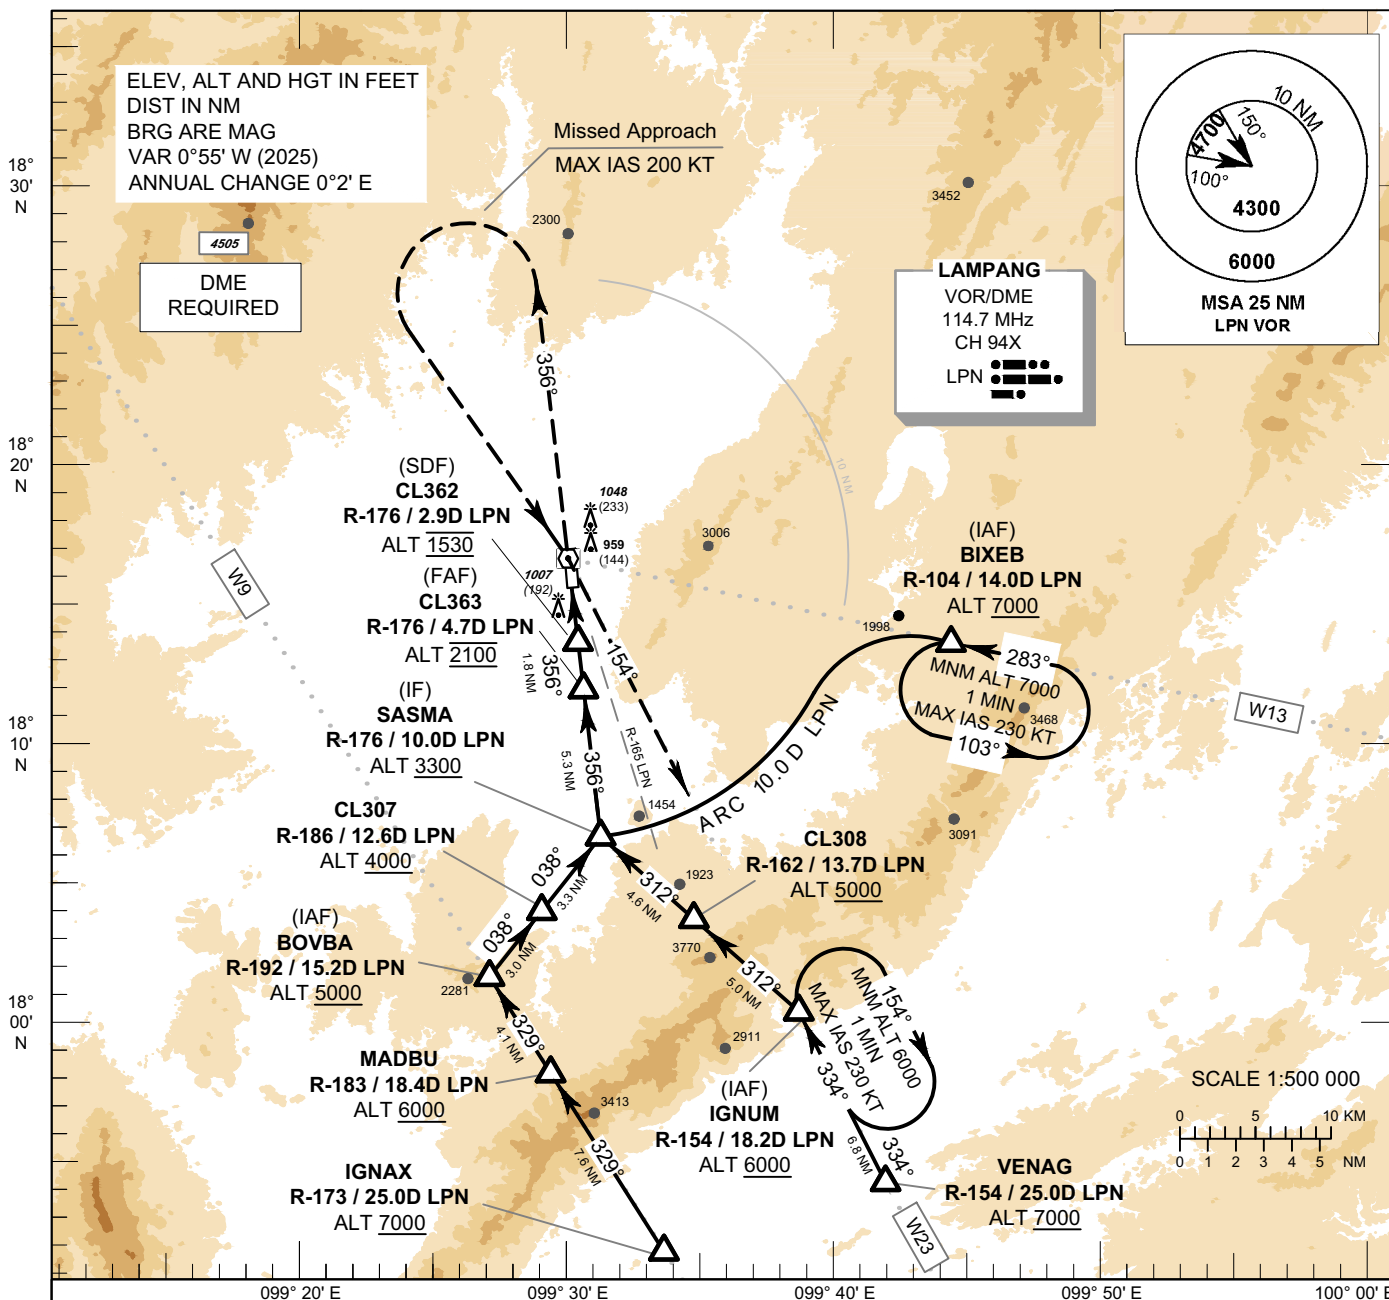 ELEV, ALT AND HGT IN FEET
DIST IN NM
BRG ARE MAG
VAR 0°55' W (2025)
ANNUAL CHANGE 0°2' E
4505
DME
REQUIRED
Missed Approach
MAX IAS 200 KT
2300
3452
10 NM
150°
4700
100°
4300
6000
MSA 25 NM
LPN VOR
LAMPANG
VOR/DME
114.7 MHz
CH 94X
LPN
18°
30'
N
18°
20'
N
18°
10'
N
18°
00'
N
356°
10 NM
(SDF)
CL362
R-176 / 2.9D LPN
ALT 1530
1048
(233)
959
(144)
1007
(192)
3006
W9
(FAF)
CL363
R-176 / 4.7D LPN
ALT 2100
1.8 NM
356°
154°
(IAF)
BIXEB
R-104 / 14.0D LPN
ALT 7000
1998
283°
MNM ALT 7000
1 MIN
MAX IAS 230 KT
3468
103°
W13
(IF)
SASMA
R-176 / 10.0D LPN
ALT 3300
5.3 NM
356°
R-165 LPN
ARC 10.0 D LPN
1454
3091
CL307
R-186 / 12.6D LPN
ALT 4000
038°
3.3 NM
312°
4.6 NM
1923
CL308
R-162 / 13.7D LPN
ALT 5000
(IAF)
BOVBA
R-192 / 15.2D LPN
ALT 5000
038°
3.0 NM
2281
3770
312°
5.0 NM
154°
MNM ALT 6000
1 MIN
MAX IAS 230 KT
334°
2911
329°
4.1 NM
MADBU
R-183 / 18.4D LPN
ALT 6000
3413
(IAF)
IGNUM
R-154 / 18.2D LPN
ALT 6000
329°
7.6 NM
IGNAX
R-173 / 25.0D LPN
ALT 7000
334°
6.8 NM
VENAG
R-154 / 25.0D LPN
ALT 7000
W23
SCALE 1:500 000
0 5 10 KM
0 1 2 3 4 5 NM
099° 20' E
099° 30' E
099° 40' E
099° 50' E
100° 00' E